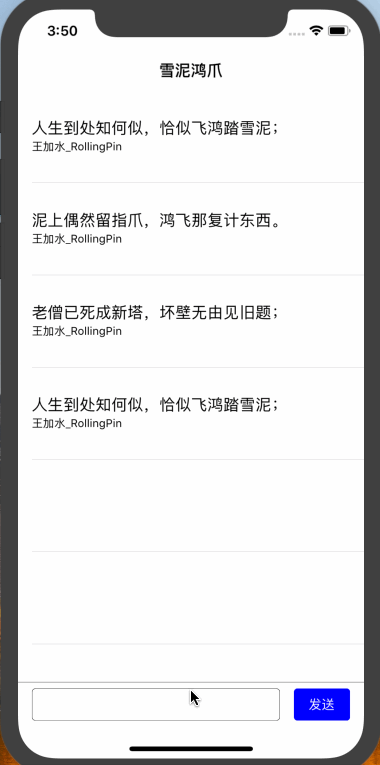 3:50
雪泥鸿爪
人生到处知何似，恰似飞鸿踏雪泥；
王加水_RollingPin
泥上偶然留指爪，鸿飞那复计东西。
王加水_RollingPin
老僧已死成新塔，坏壁无由见旧题；
王加水_RollingPin
人生到处知何似，恰似飞鸿踏雪泥；
王加水_RollingPin
发送